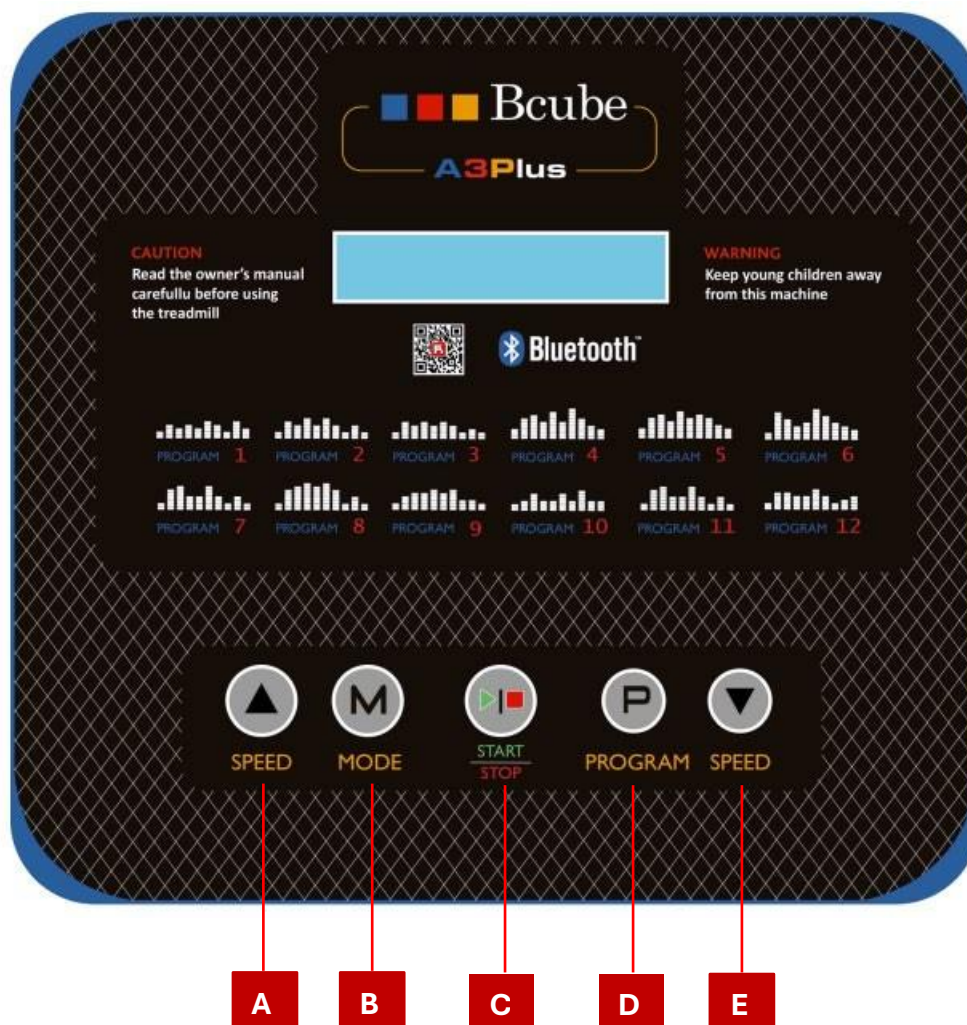 Bcube
A3Plus
CAUTION
Read the owner's manual
carefullu before using
the treadmill
WARNING
Keep young children away
from this machine
Bluetooth™
PROGRAM 1
PROGRAM 2
PROGRAM 3
PROGRAM 4
PROGRAM 5
PROGRAM 6
PROGRAM 7
PROGRAM 8
PROGRAM 9
PROGRAM 10
PROGRAM 11
PROGRAM 12
M
P
SPEED
MODE
START
STOP
PROGRAM
SPEED
A
B
C
D
E